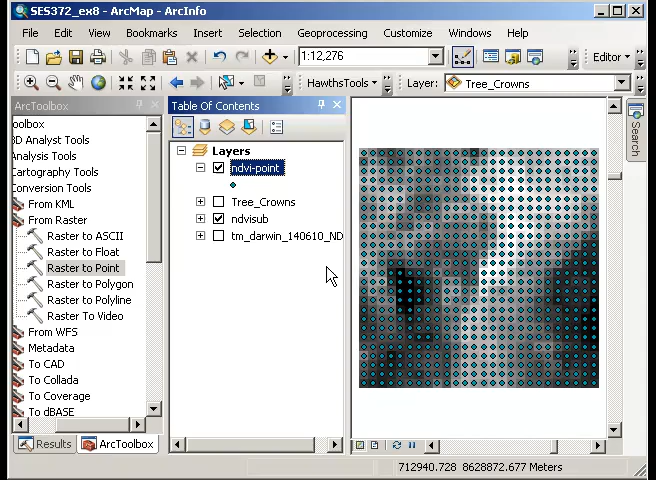 SES372_ex8 - ArcMap - ArcInfo
File Edit View Bookmarks Insert Selection Geoprocessing Customize Windows Help
1:12,276 Editor
HawthsTools Layer: Tree_Crowns
ArcToolbox
oolbox
3D Analyst Tools
Analysis Tools
Cartography Tools
Conversion Tools
From KML
From Raster
Raster to ASCII
Raster to Float
Raster to Point
Raster to Polygon
Raster to Polyline
Raster To Video
From WFS
Metadata
To CAD
To Collada
To Coverage
To dBASE
Results ArcToolbox
Table Of Contents
Layers
ndvi-point
Tree_Crowns
ndvisub
tm_darwin_140610_ND
Search
712940.728 8628872.677 Meters